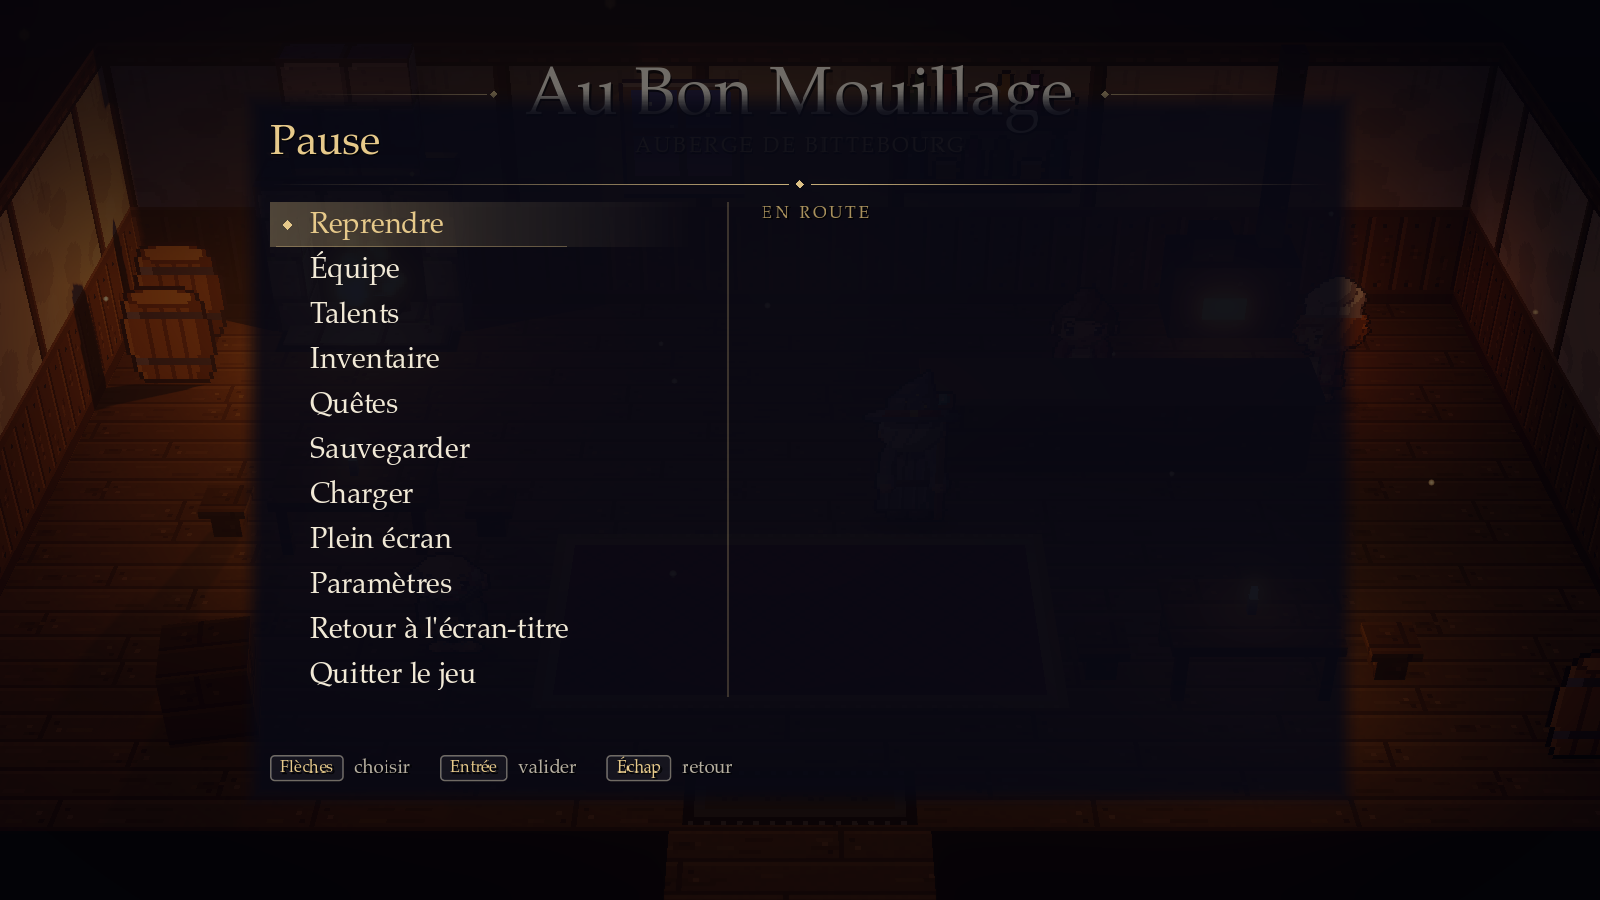 Au Bon Mouillage
AUBERGE DE BITTEBOURG
Pause
EN ROUTE
Reprendre
Équipe
Talents
Inventaire
Quêtes
Sauvegarder
Charger
Plein écran
Paramètres
Retour à l'écran-titre
Quitter le jeu
Flèches choisir Entrée valider Échap retour